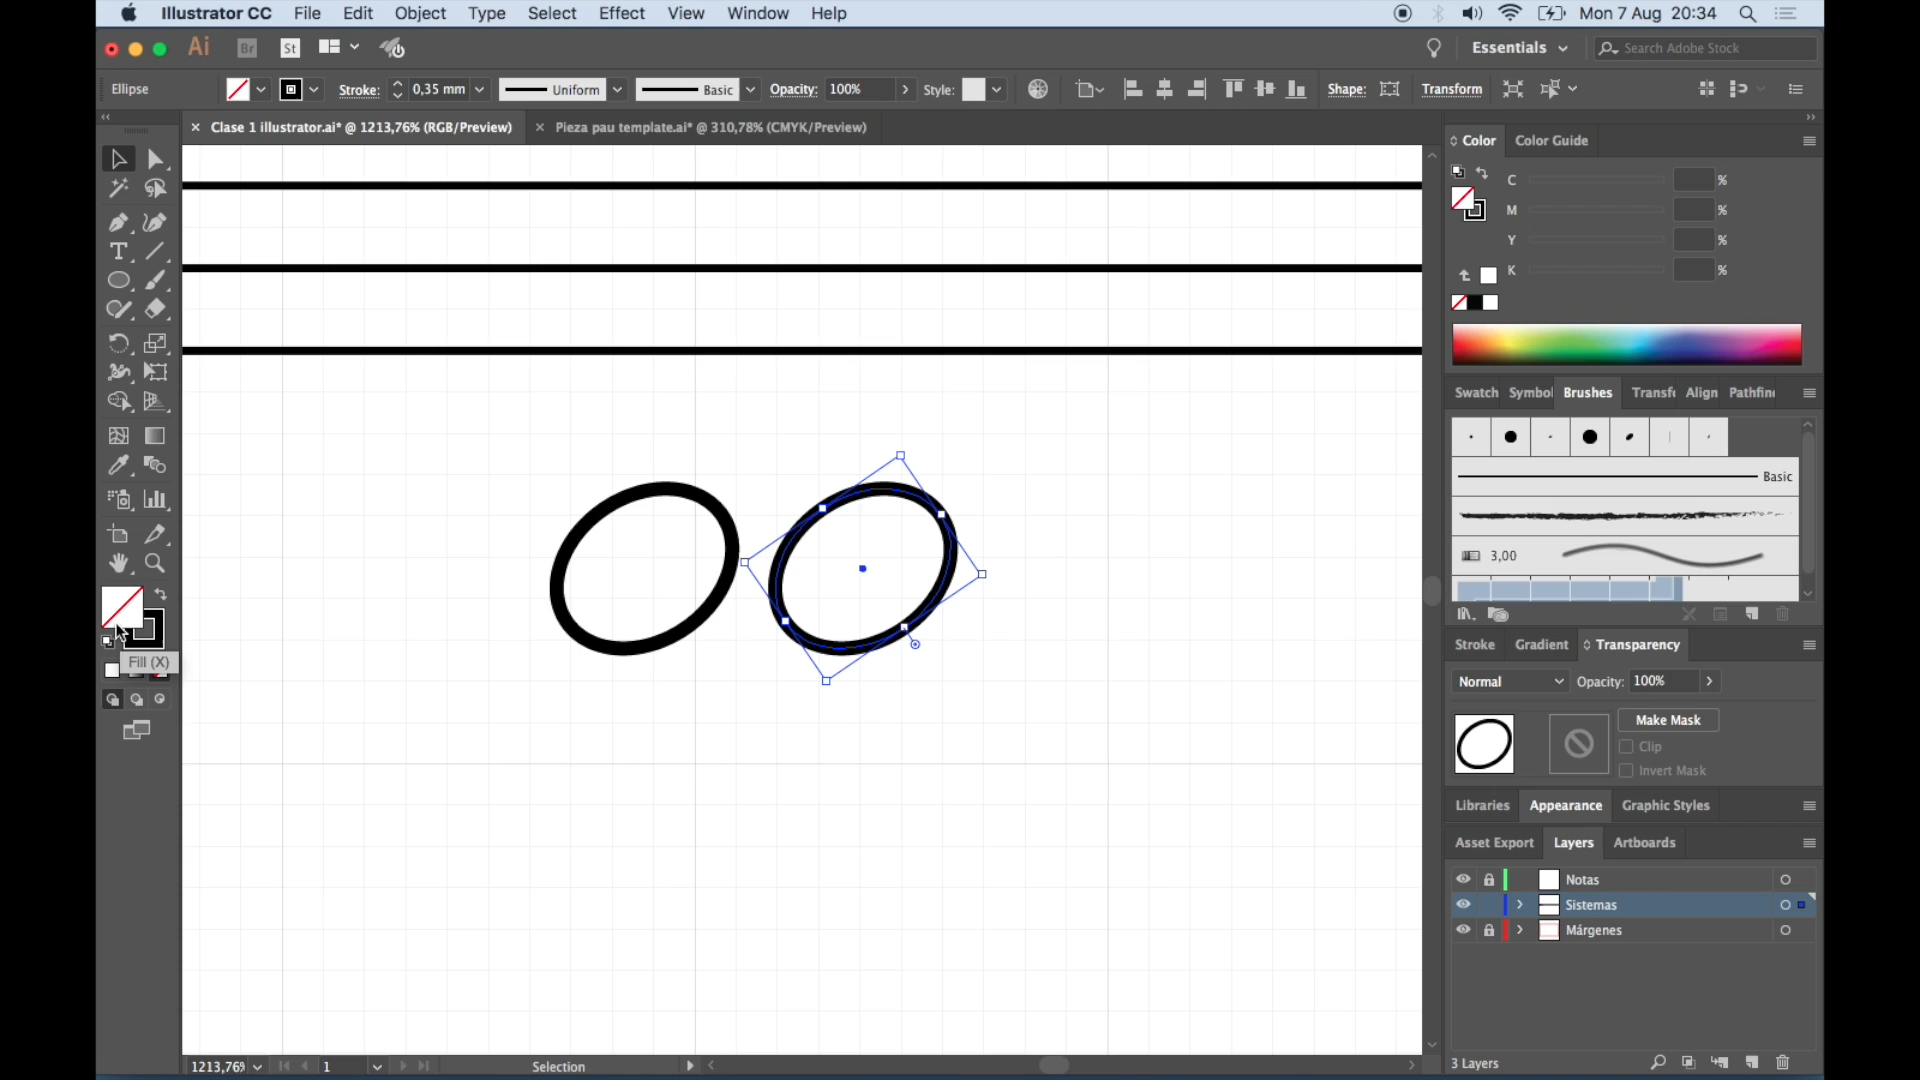 Illustrator CC File Edit Object Type Select Effect View Window Help Mon 7 Aug 20:34
Ai Br St Essentials Search Adobe Stock
Ellipse Stroke: 0,35 mm Uniform Basic Opacity: 100% Style: Shape: Transform
× Clase 1 illustrator.ai* @ 1213,76% (RGB/Preview) × Pieza pau template.ai* @ 310,78% (CMYK/Preview)
Color Color Guide
C %
M %
Y %
K %
Swatch Symbol Brushes Transf Align Pathfin
Basic
3,00
Fill (X)
Stroke Gradient Transparency
Normal Opacity: 100%
Make Mask
Clip
Invert Mask
Libraries Appearance Graphic Styles
Asset Export Layers Artboards
Notas
Sistemas
Márgenes
1213,76% 1 Selection 3 Layers